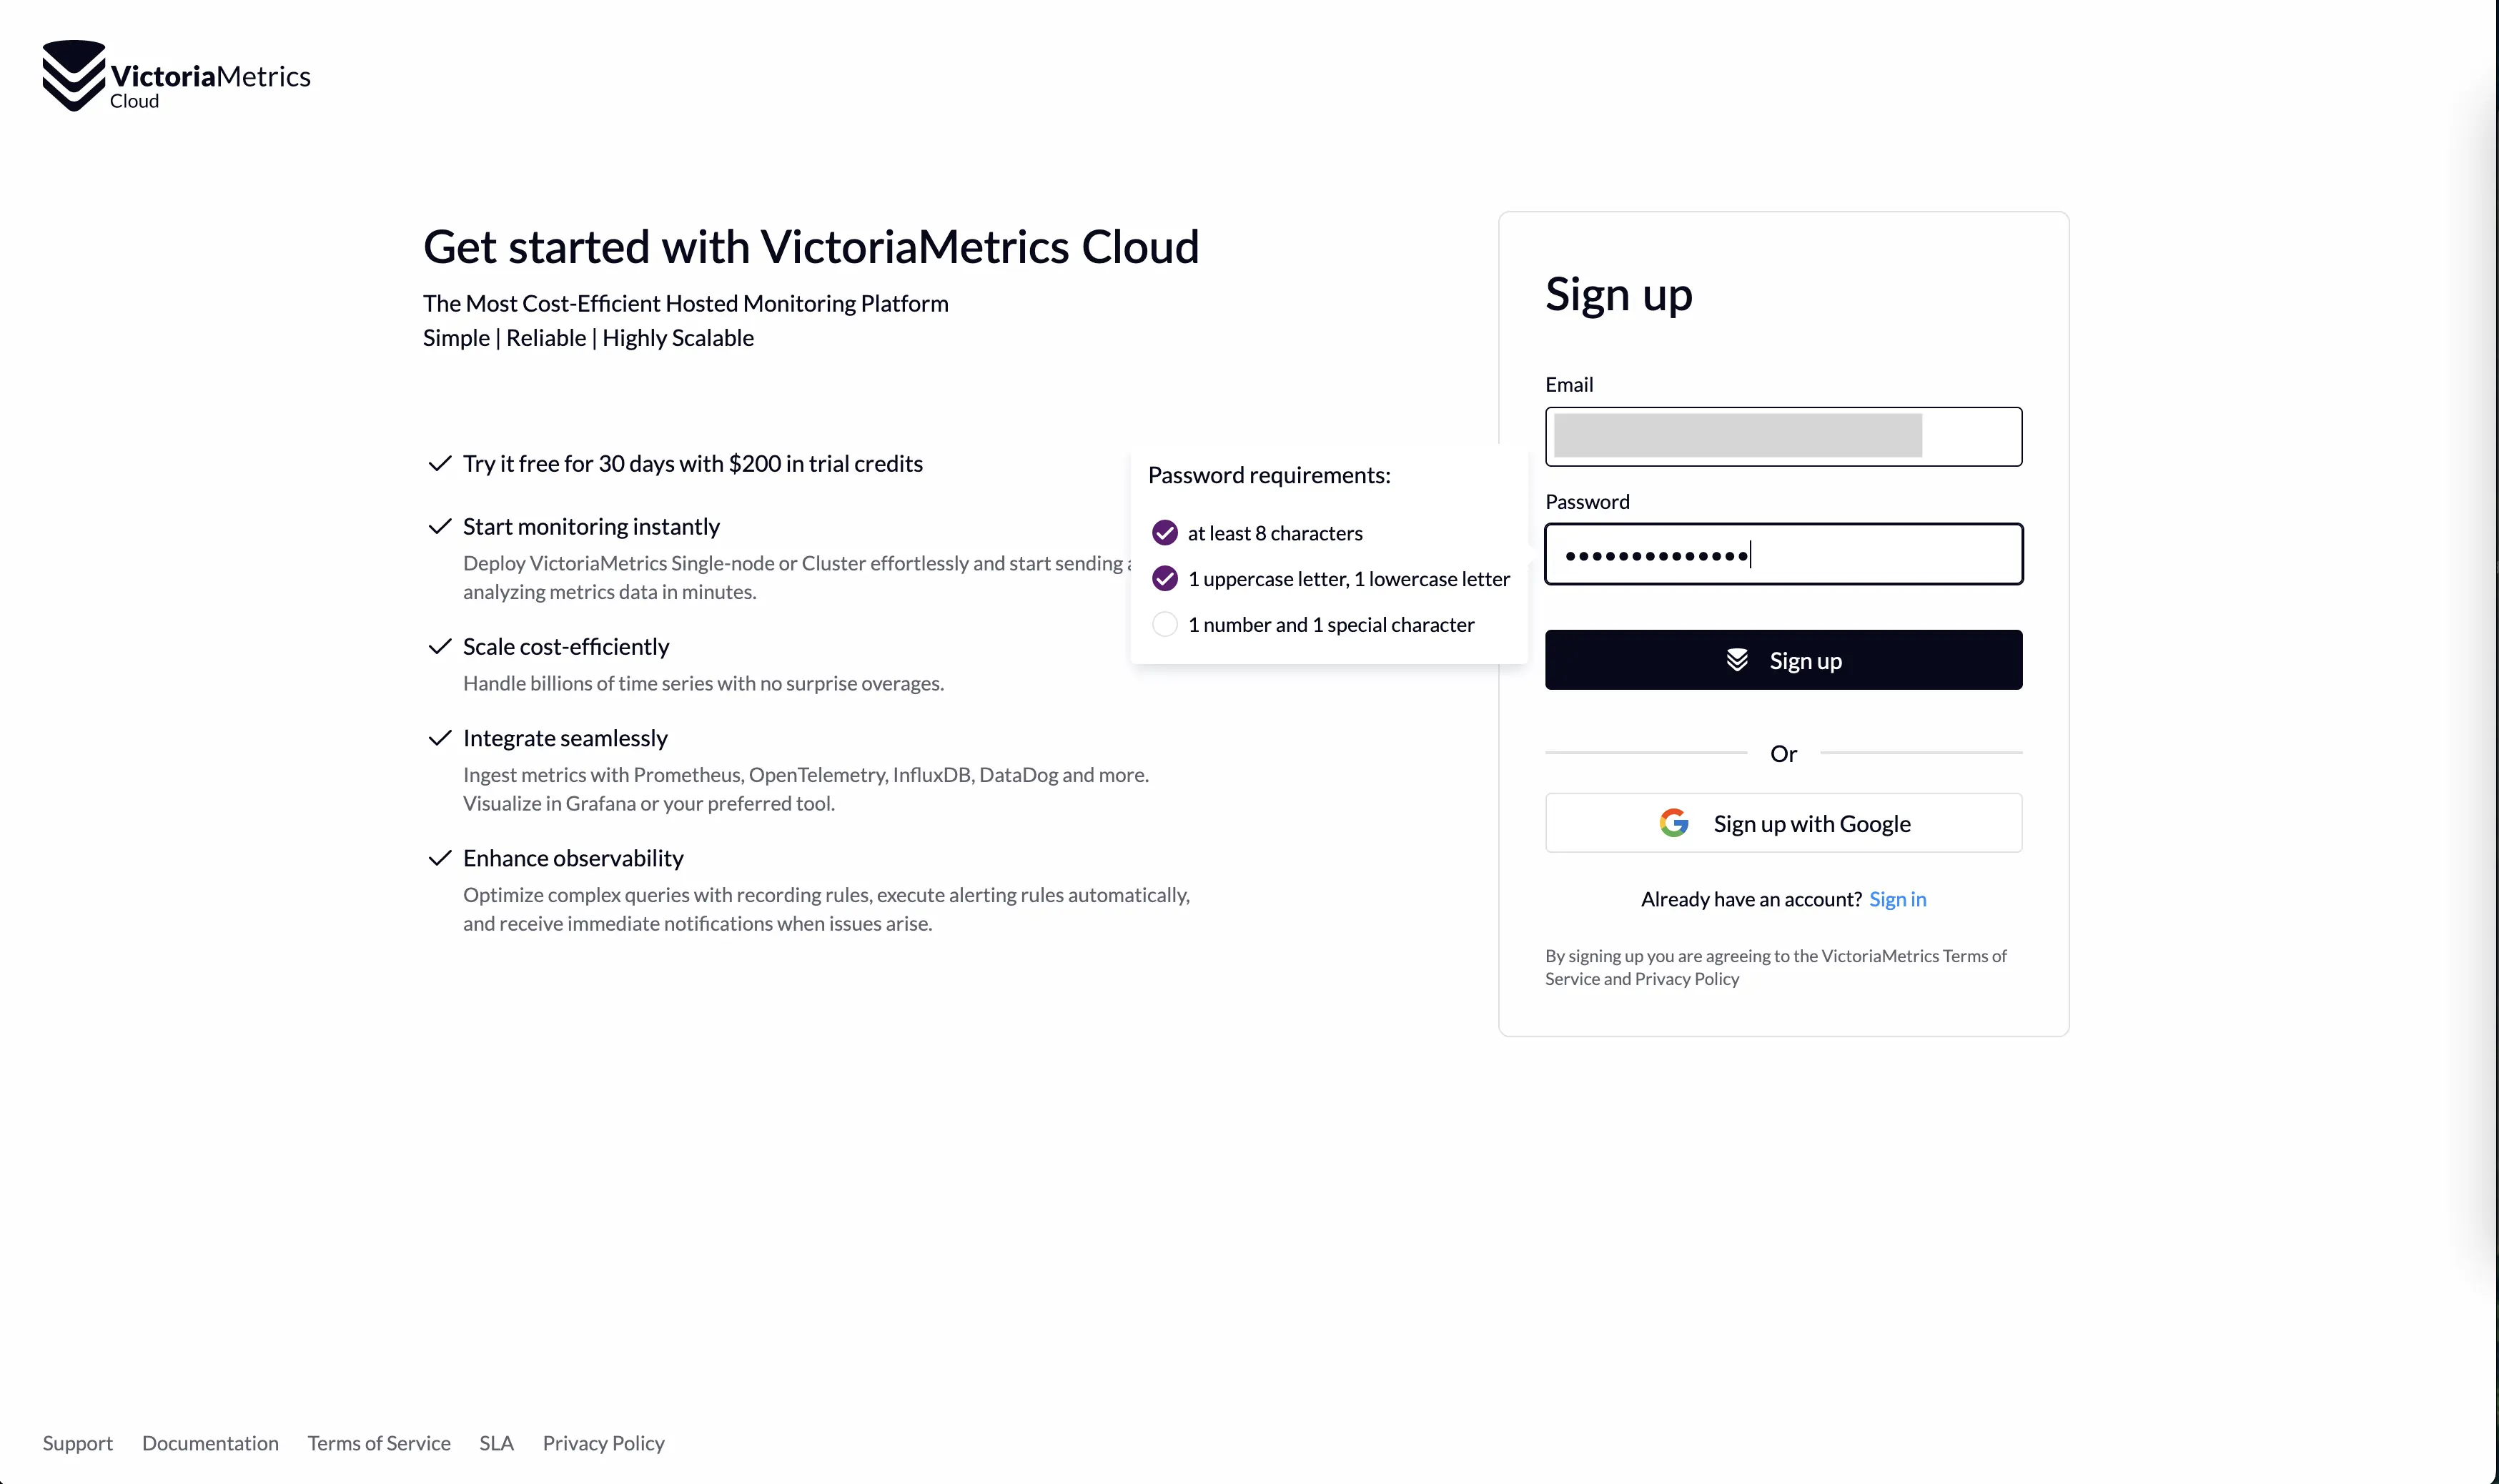 VictoriaMetrics
Cloud
Get started with VictoriaMetrics Cloud
The Most Cost-Efficient Hosted Monitoring Platform
Simple | Reliable | Highly Scalable
Try it free for 30 days with $200 in trial credits
Start monitoring instantly
Deploy VictoriaMetrics Single-node or Cluster effortlessly and start sending
analyzing metrics data in minutes.
Scale cost-efficiently
Handle billions of time series with no surprise overages.
Integrate seamlessly
Ingest metrics with Prometheus, OpenTelemetry, InfluxDB, DataDog and more.
Visualize in Grafana or your preferred tool.
Enhance observability
Optimize complex queries with recording rules, execute alerting rules automatically,
and receive immediate notifications when issues arise.
Password requirements:
at least 8 characters
1 uppercase letter, 1 lowercase letter
1 number and 1 special character
Sign up
Email
Password
••••••••••••••
Sign up
Or
Sign up with Google
Already have an account? Sign in
By signing up you are agreeing to the VictoriaMetrics Terms of
Service and Privacy Policy
Support Documentation Terms of Service SLA Privacy Policy